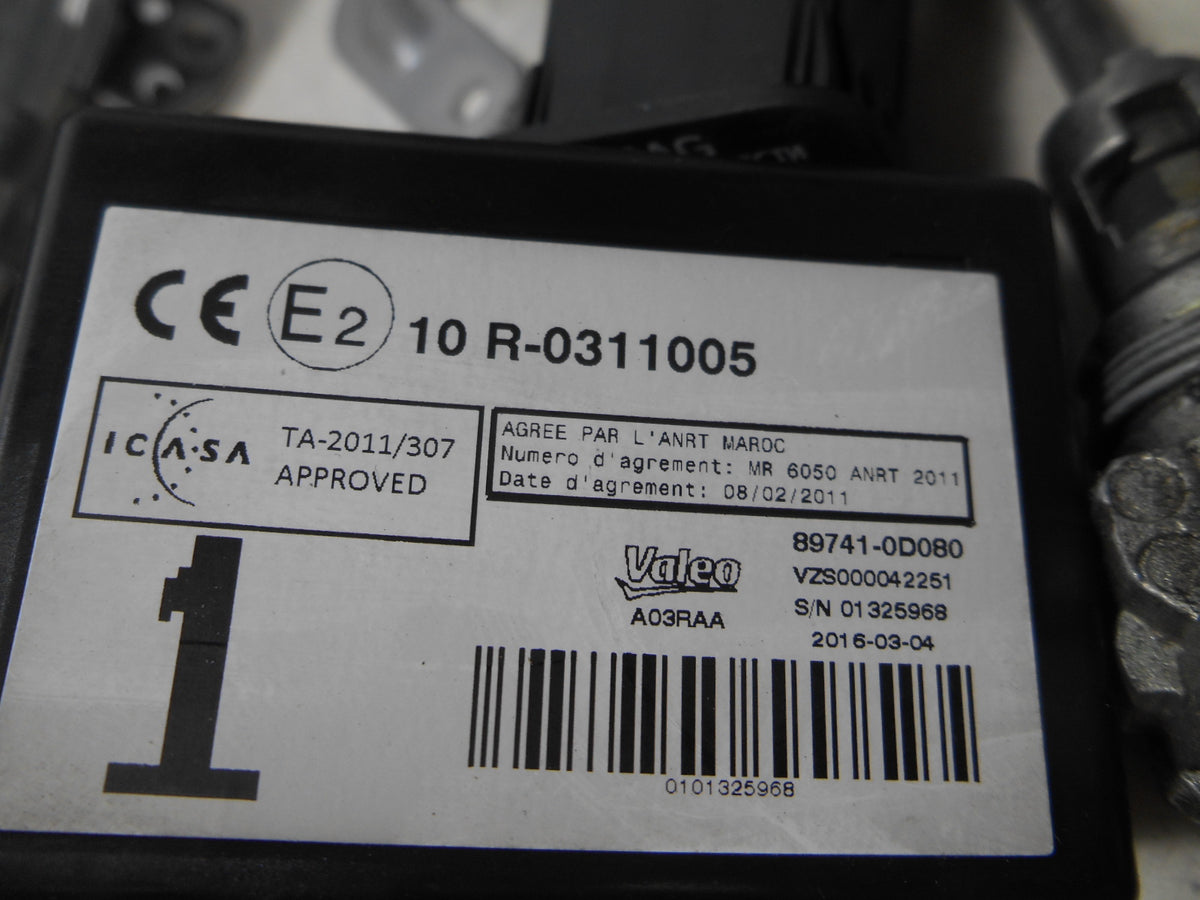 CE E2 10 R-0311005
ICASA TA-2011/307
APPROVED
AGREE PAR L'ANRT MAROC
Numero d'agrement: MR 6050 ANRT 2011
Date d'agrement: 08/02/2011
Valeo
A03RAA
89741-0D080
VZS000042251
S/N 01325968
2016-03-04
1
0101325968